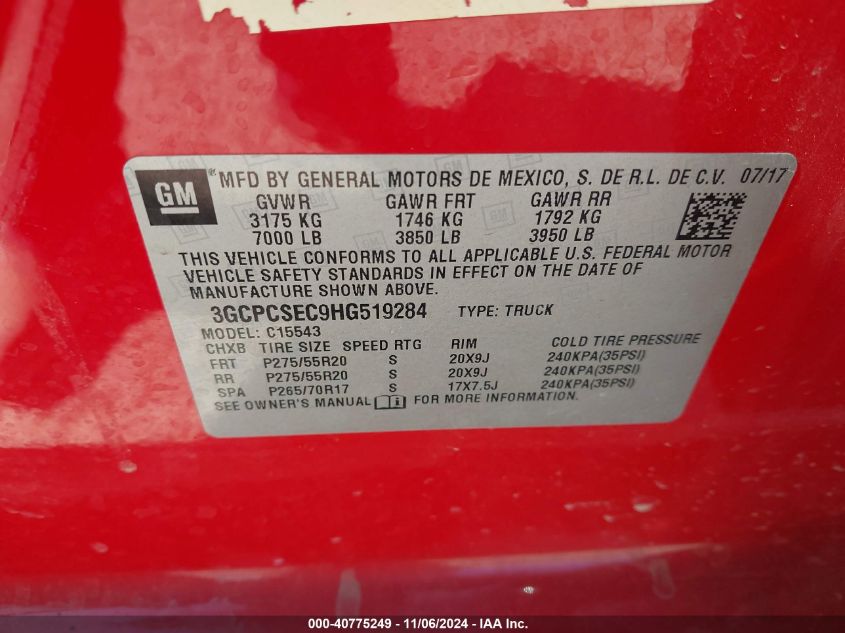 GM ® MFD BY GENERAL MOTORS DE MEXICO, S. DE R.L. DE C.V. 07/17
GVWR GAWR FRT GAWR RR
3175 KG 1746 KG 1792 KG
7000 LB 3850 LB 3950 LB
THIS VEHICLE CONFORMS TO ALL APPLICABLE U.S. FEDERAL MOTOR
VEHICLE SAFETY STANDARDS IN EFFECT ON THE DATE OF
MANUFACTURE SHOWN ABOVE.
3GCPCSEC9HG519284 TYPE: TRUCK
MODEL: C15543
CHXB TIRE SIZE SPEED RTG RIM COLD TIRE PRESSURE
FRT P275/55R20 S 20X9J 240KPA(35PSI)
RR P275/55R20 S 20X9J 240KPA(35PSI)
SPA P265/70R17 S 17X7.5J 240KPA(35PSI)
SEE OWNER'S MANUAL FOR MORE INFORMATION.
000-40775249 - 11/06/2024 - IAA Inc.